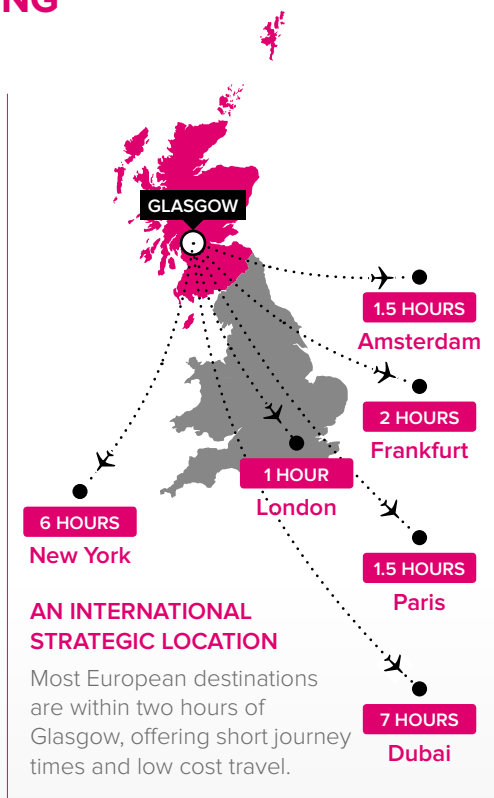 NG
GLASGOW
1.5 HOURS
Amsterdam
2 HOURS
Frankfurt
1 HOUR
London
6 HOURS
New York
1.5 HOURS
Paris
AN INTERNATIONAL
STRATEGIC LOCATION
Most European destinations
are within two hours of
Glasgow, offering short journey
times and low cost travel.
7 HOURS
Dubai